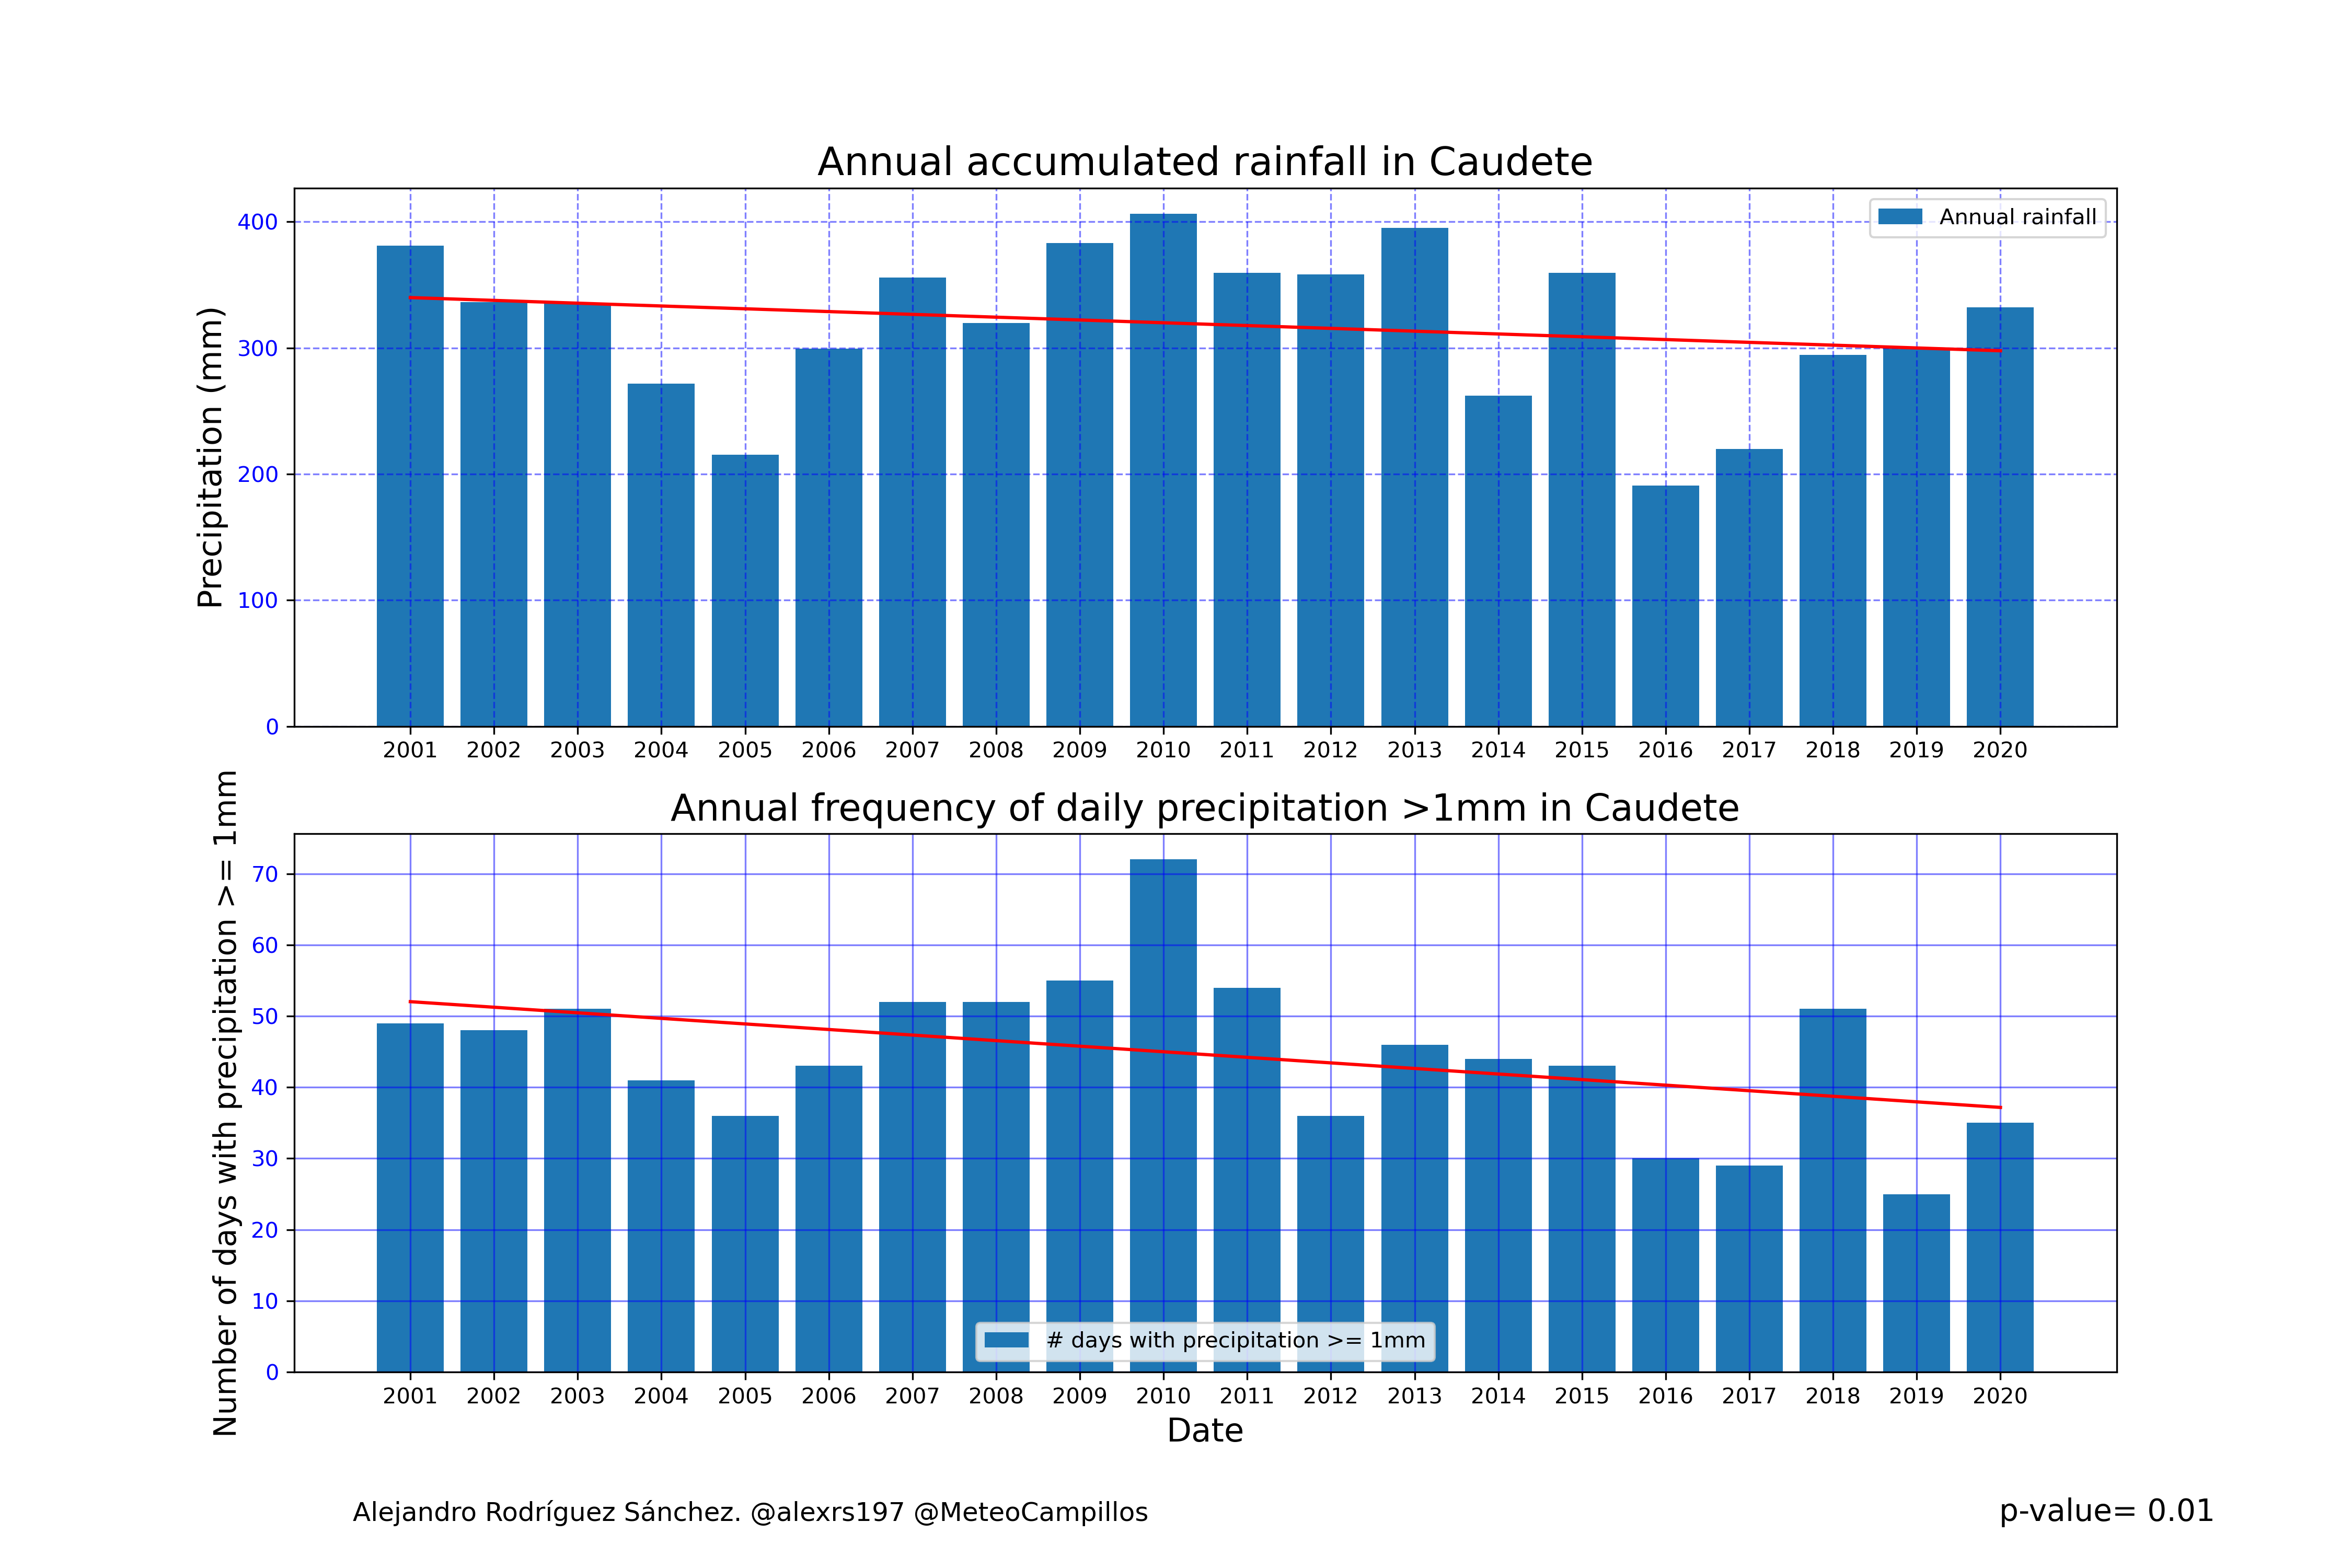 Annual accumulated rainfall in Caudete
Precipitation (mm)
400
300
200
100
0
Annual rainfall
2001 2002 2003 2004 2005 2006 2007 2008 2009 2010 2011 2012 2013 2014 2015 2016 2017 2018 2019 2020
Annual frequency of daily precipitation >1mm in Caudete
Number of days with precipitation >= 1mm
70
60
50
40
30
20
10
0
# days with precipitation >= 1mm
2001 2002 2003 2004 2005 2006 2007 2008 2009 2010 2011 2012 2013 2014 2015 2016 2017 2018 2019 2020
Date
Alejandro Rodríguez Sánchez. @alexrs197 @MeteoCampillos
p-value= 0.01